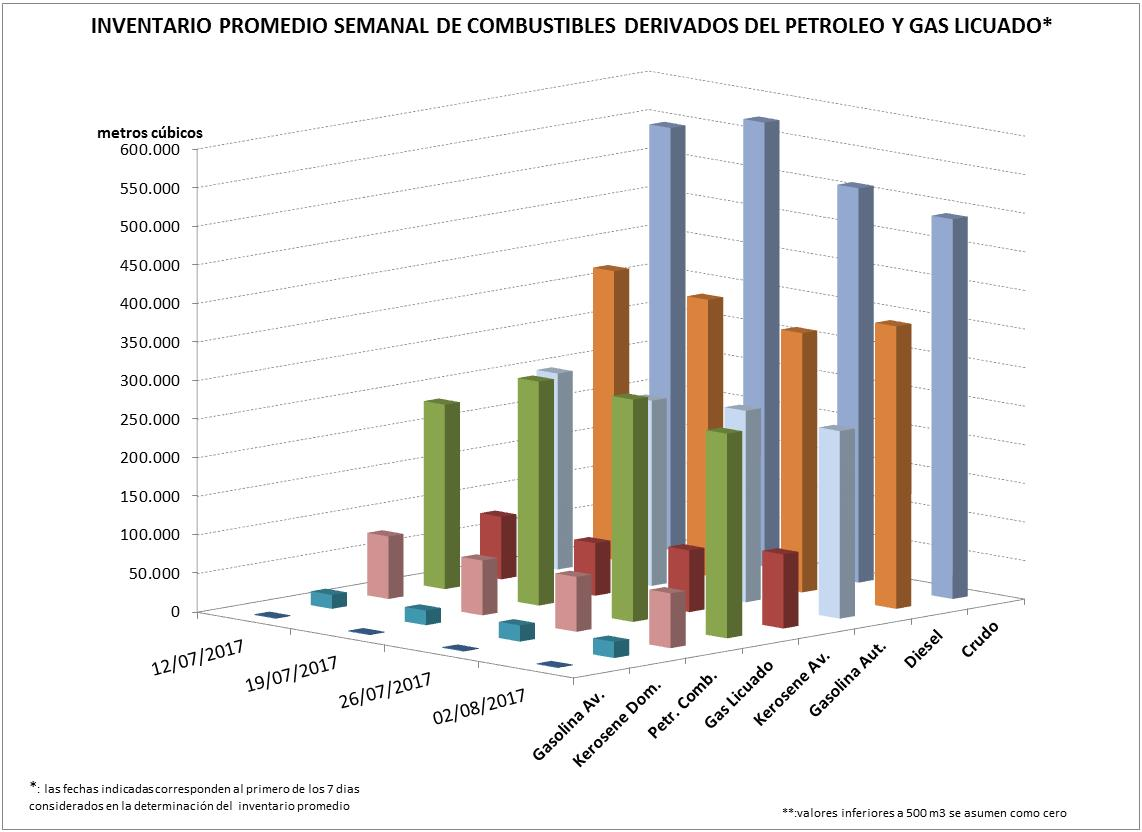 INVENTARIO PROMEDIO SEMANAL DE COMBUSTIBLES DERIVADOS DEL PETROLEO Y GAS LICUADO*
metros cúbicos
600.000
550.000
500.000
450.000
400.000
350.000
300.000
250.000
200.000
150.000
100.000
50.000
0
12/07/2017
19/07/2017
26/07/2017
02/08/2017
Gasolina Av.
Kerosene Dom.
Petr. Comb.
Gas Licuado
Kerosene Av.
Gasolina Aut.
Diesel
Crudo
*: las fechas indicadas corresponden al primero de los 7 dias
considerados en la determinación del inventario promedio
**:valores inferiores a 500 m3 se asumen como cero